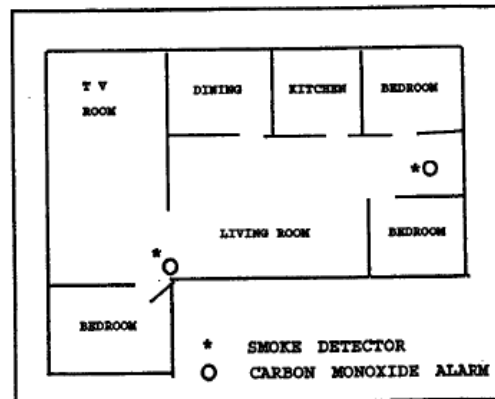 T V
ROOM
DINING
KITCHEN
BEDROOM
*
LIVING ROOM
BEDROOM
*
BEDROOM
* SMOKE DETECTOR
O CARBON MONOXIDE ALARM